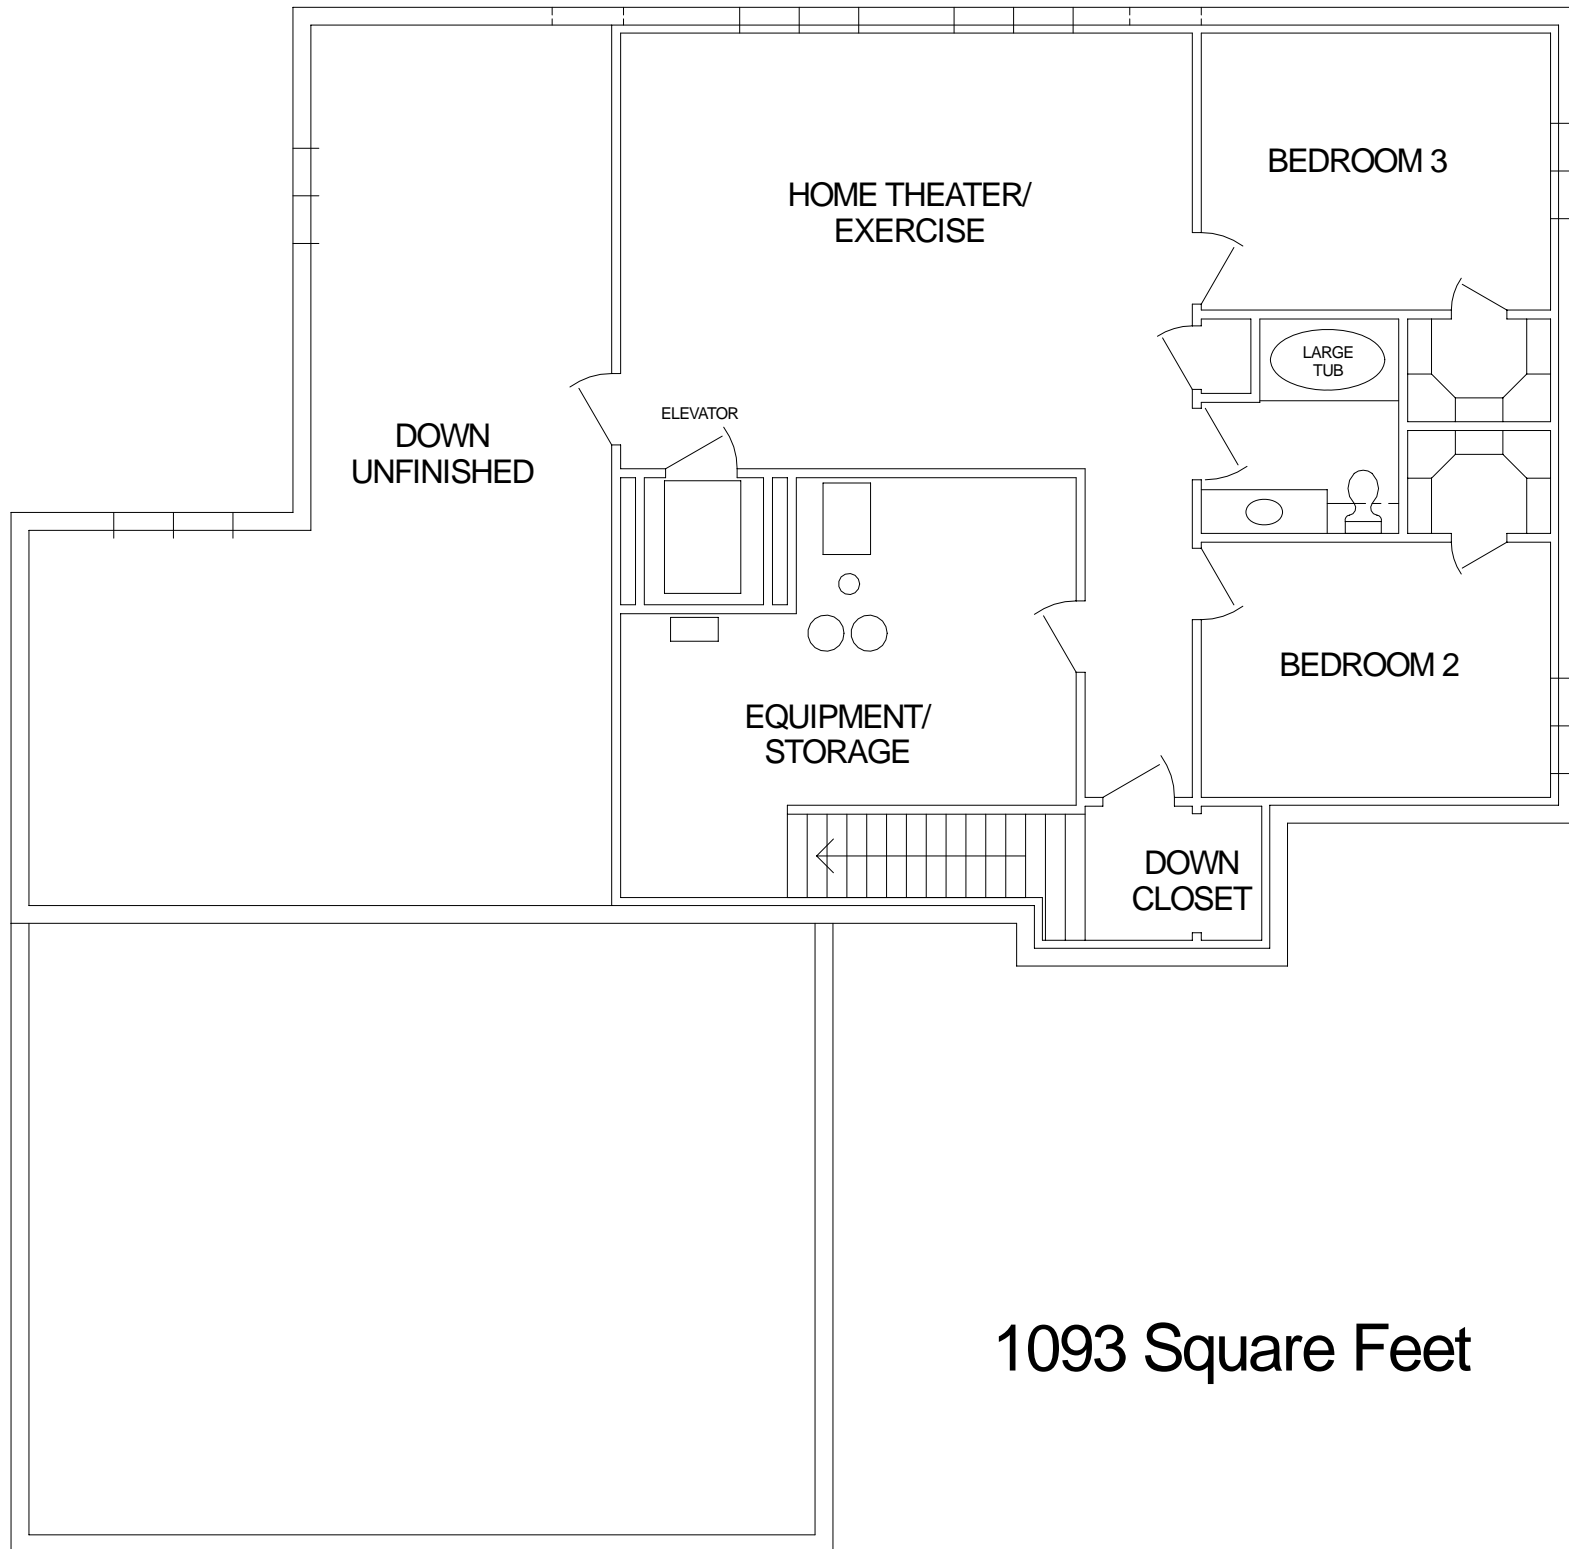 BEDROOM 3
HOME THEATER/
EXERCISE
LARGE
TUB
ELEVATOR
DOWN
UNFINISHED
BEDROOM 2
EQUIPMENT/
STORAGE
DOWN
CLOSET
1093 Square Feet